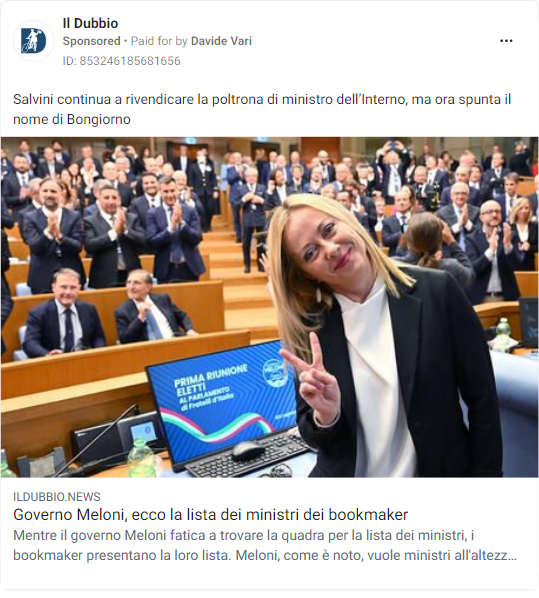 Il Dubbio
Sponsored • Paid for by Davide Vari
ID: 853246185681656
Salvini continua a rivendicare la poltrona di ministro dell'Interno, ma ora spunta il
nome di Bongiorno
PRIMA RIUNIONE
ELETTI
AL PARLAMENTO
di Fratelli d'Italia
MELONI
ILDUBBIO.NEWS
Governo Meloni, ecco la lista dei ministri dei bookmaker
Mentre il governo Meloni fatica a trovare la quadra per la lista dei ministri, i
bookmaker presentano la loro lista. Meloni, come è noto, vuole ministri all'altezz...